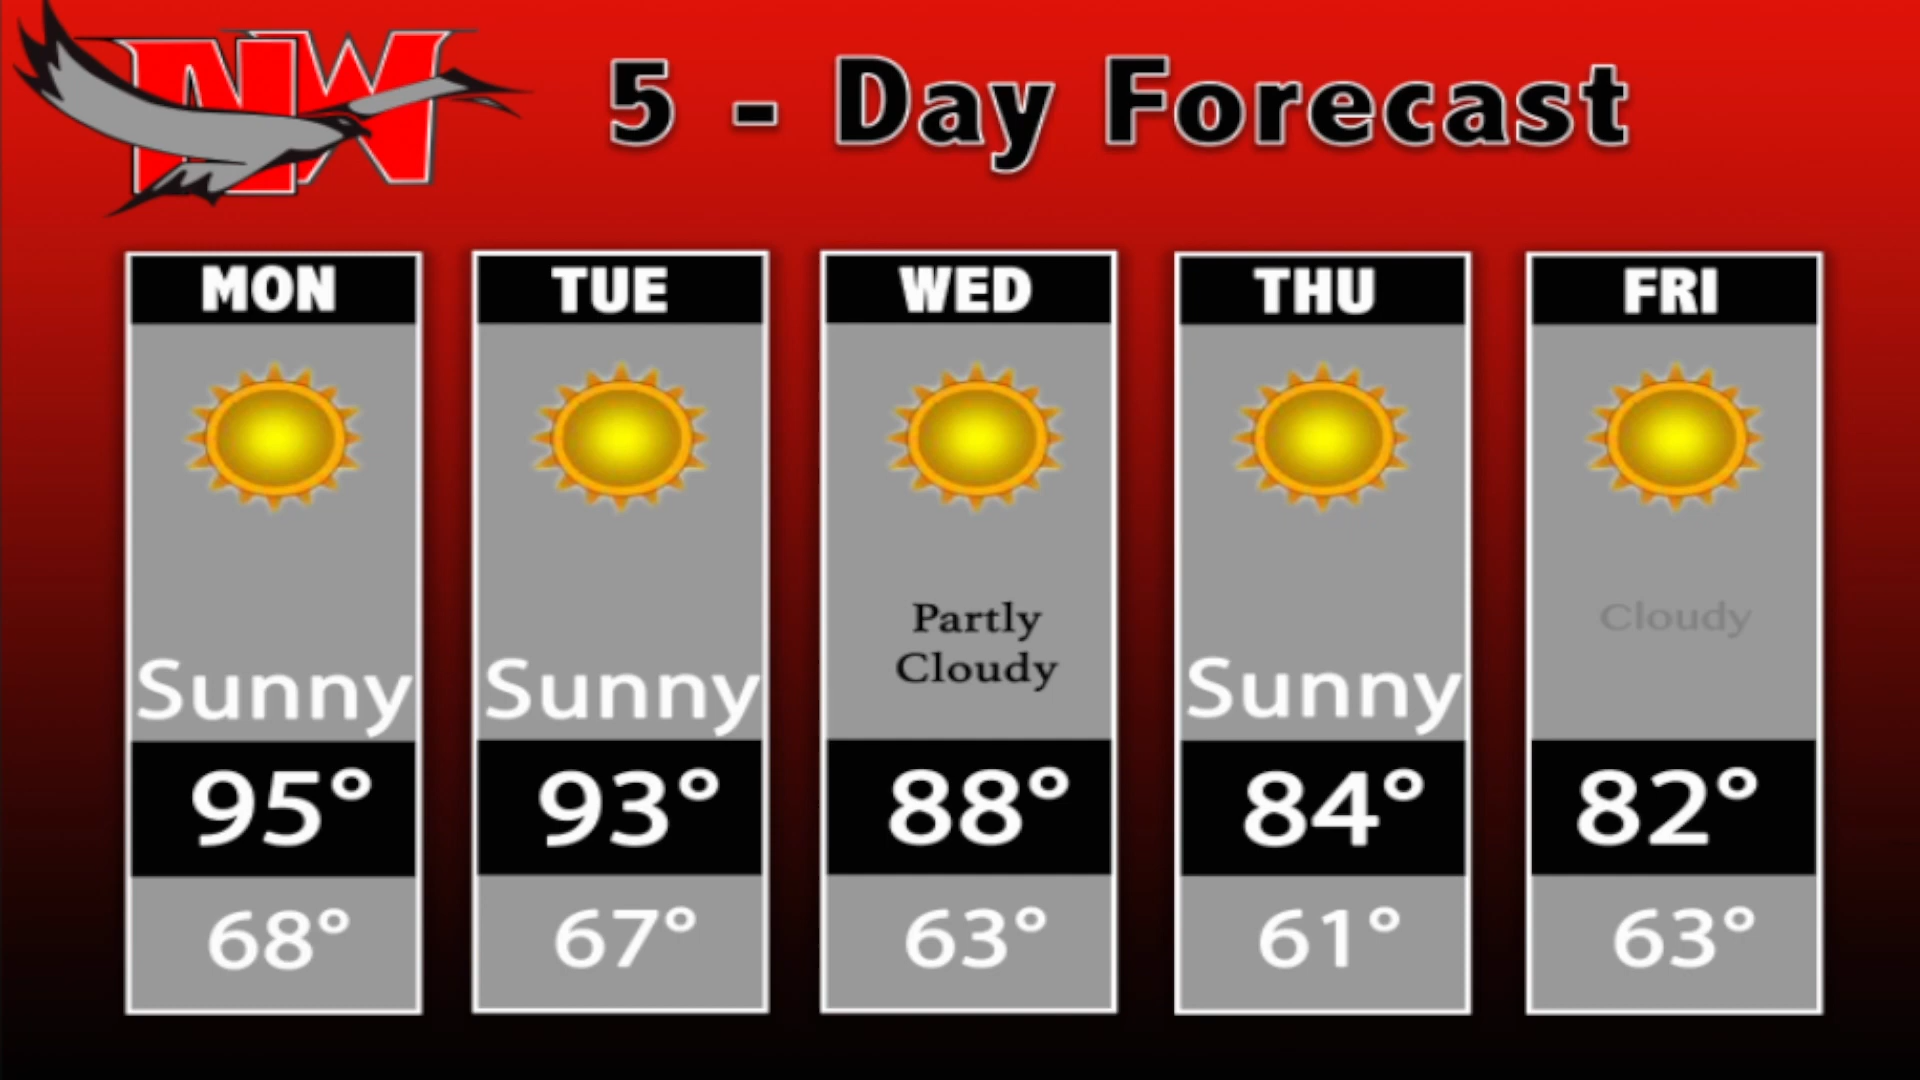 NW
5 - Day Forecast
MON
TUE
WED
THU
FRI
Sunny
Sunny
Partly
Cloudy
Sunny
Cloudy
95°
93°
88°
84°
82°
68°
67°
63°
61°
63°